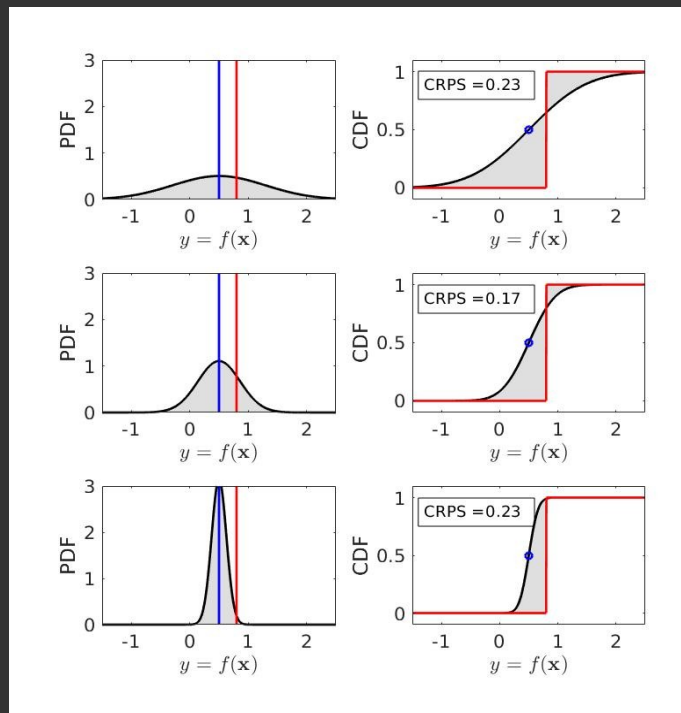 PDF
3
2
1
0
-1 0 1 2
y = f(x)
CDF
1
0.5
0
CRPS =0.23
-1 0 1 2
y = f(x)
PDF
3
2
1
0
-1 0 1 2
y = f(x)
CDF
1
0.5
0
CRPS =0.17
-1 0 1 2
y = f(x)
PDF
3
2
1
0
-1 0 1 2
y = f(x)
CDF
1
0.5
0
CRPS =0.23
-1 0 1 2
y = f(x)